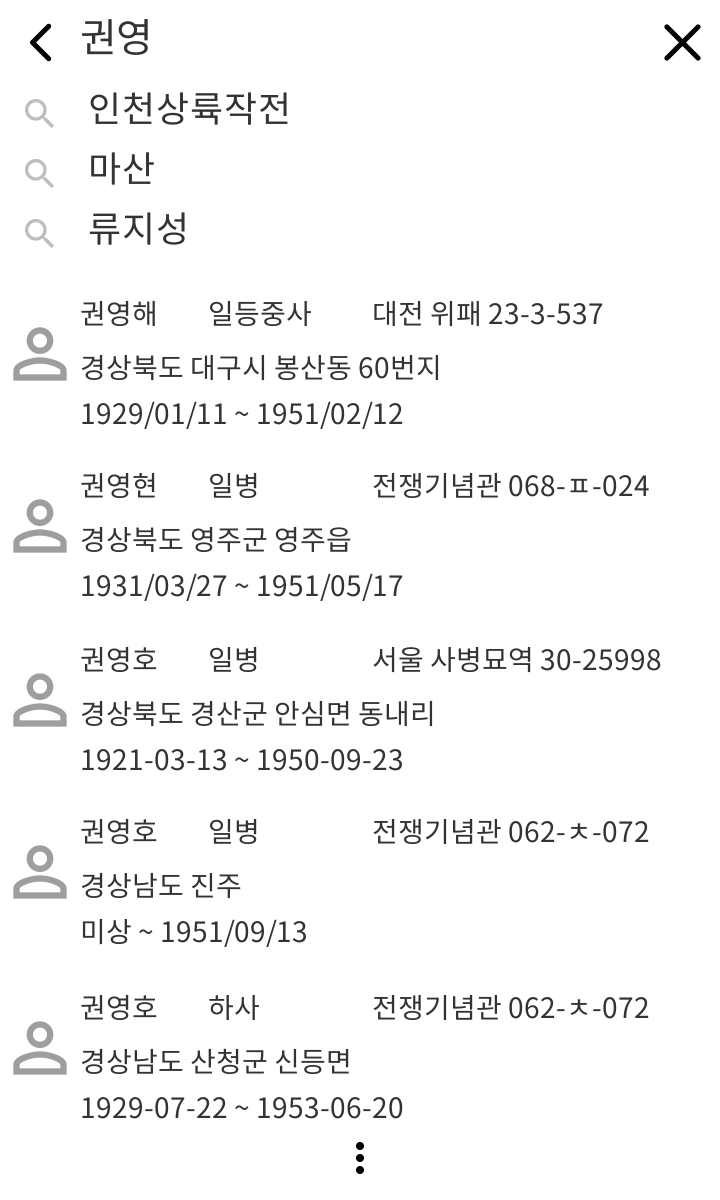 권영
인천상륙작전
마산
류지성
권영해 일등중사 대전 위패 23-3-537
경상북도 대구시 봉산동 60번지
1929/01/11 ~ 1951/02/12
권영현 일병 전쟁기념관 068-ㅍ-024
경상북도 영주군 영주읍
1931/03/27 ~ 1951/05/17
권영호 일병 서울 사병묘역 30-25998
경상북도 경산군 안심면 동내리
1921-03-13 ~ 1950-09-23
권영호 일병 전쟁기념관 062-ㅊ-072
경상남도 진주
미상 ~ 1951/09/13
권영호 하사 전쟁기념관 062-ㅊ-072
경상남도 산청군 신등면
1929-07-22 ~ 1953-06-20